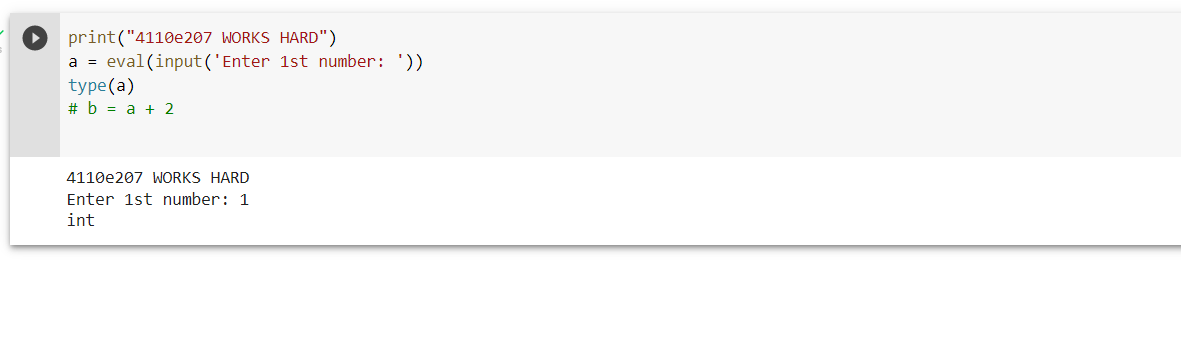 print("4110e207 WORKS HARD")
a = eval(input('Enter 1st number: '))
type(a)
# b = a + 2
4110e207 WORKS HARD
Enter 1st number: 1
int